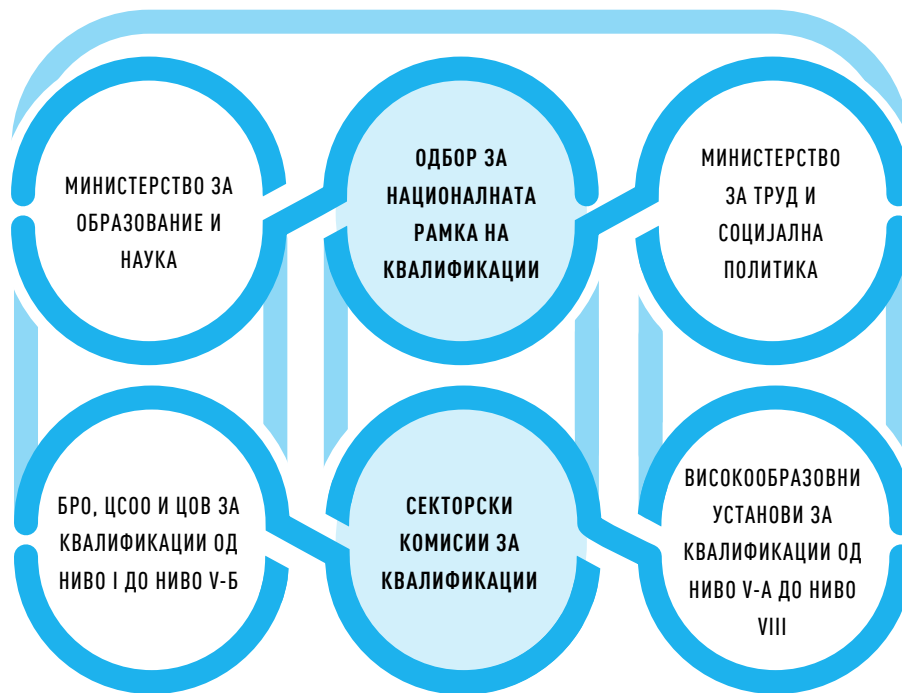 МИНИСТЕРСТВО ЗА
ОБРАЗОВАНИЕ И
НАУКА
ОДБОР ЗА
НАЦИОНАЛНАТА
РАМКА НА
КВАЛИФИКАЦИИ
МИНИСТЕРСТВО
ЗА ТРУД И
СОЦИЈАЛНА
ПОЛИТИКА
БРО, ЦСОО И ЦОВ ЗА
КВАЛИФИКАЦИИ ОД
НИВО I ДО НИВО V-Б
СЕКТОРСКИ
КОМИСИИ ЗА
КВАЛИФИКАЦИИ
ВИСОКООБРАЗОВНИ
УСТАНОВИ ЗА
КВАЛИФИКАЦИИ ОД
НИВО V-А ДО НИВО
VIII